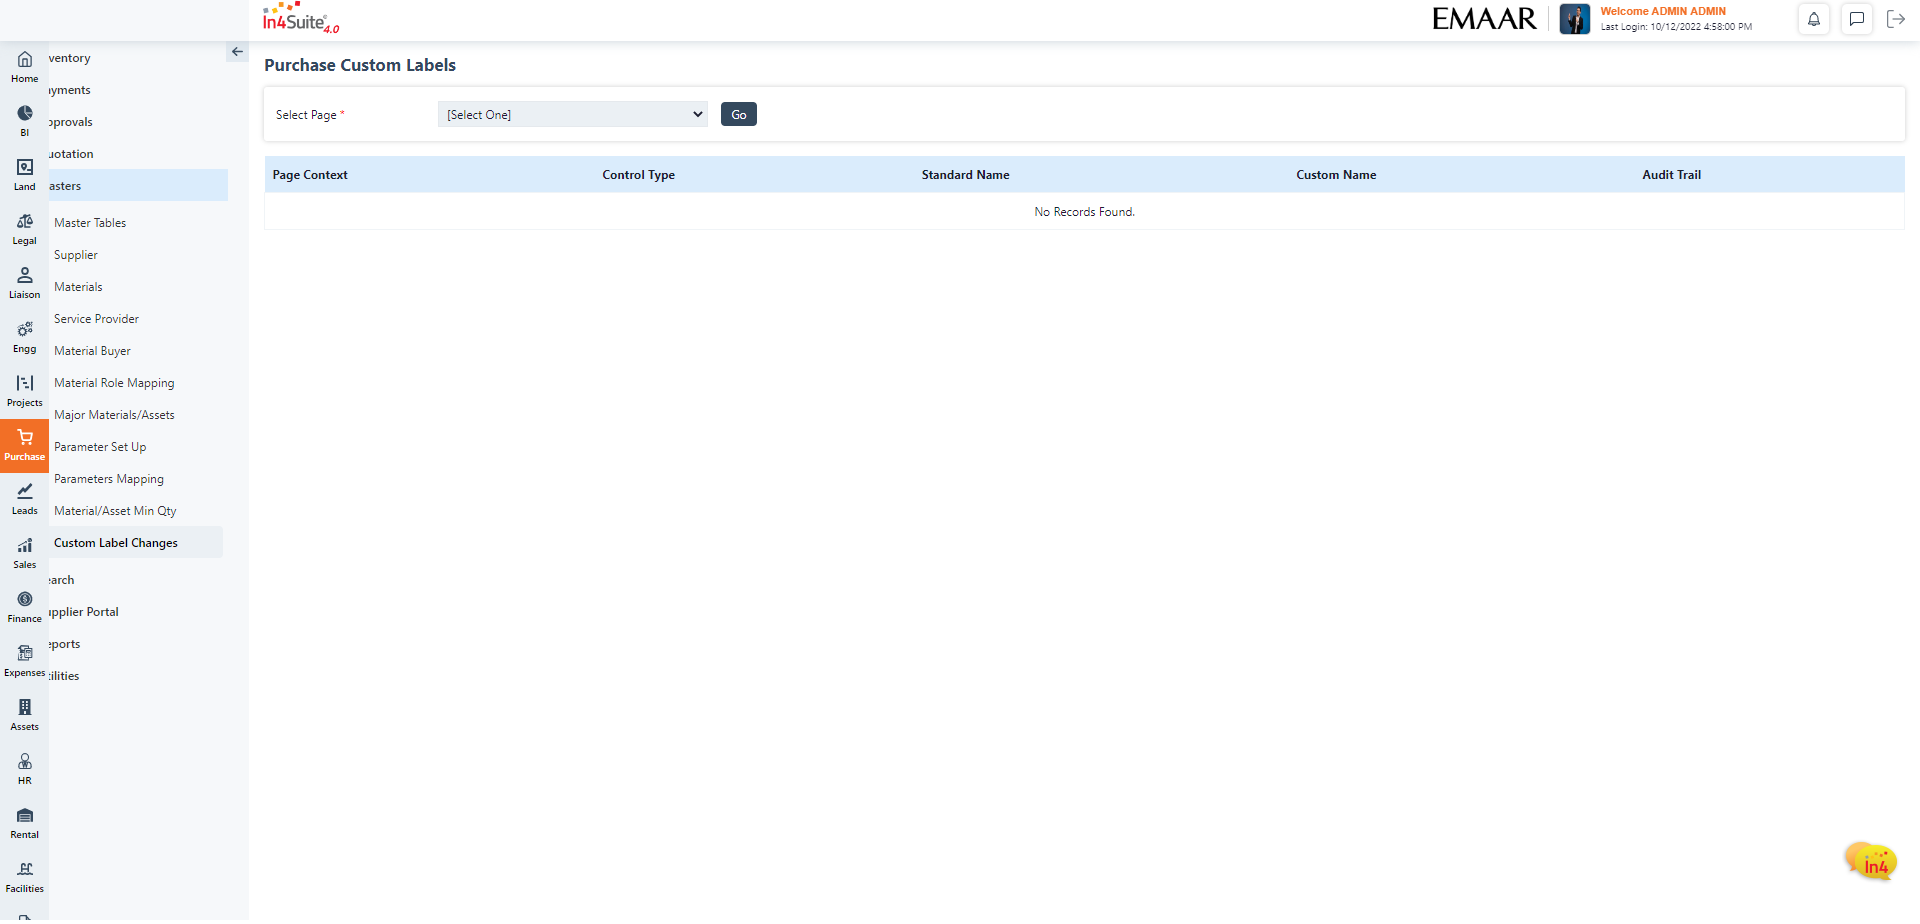 In4Suite® 4.0
EMAAR
Welcome ADMIN ADMIN
Last Login: 10/12/2022 4:58:00 PM
Home
BI
Land
Legal
Liaison
Engg
Projects
Purchase
Leads
Sales
Finance
Expenses
Assets
HR
Rental
Facilities
ventory
yments
provals
uotation
asters
Master Tables
Supplier
Materials
Service Provider
Material Buyer
Material Role Mapping
Major Materials/Assets
Parameter Set Up
Parameters Mapping
Material/Asset Min Qty
Custom Label Changes
earch
upplier Portal
eports
cilities
Purchase Custom Labels
Select Page * [Select One] Go
Page Context Control Type Standard Name Custom Name Audit Trail
No Records Found.
in4